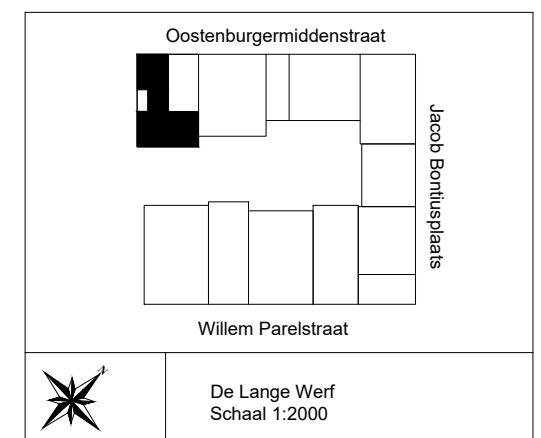 Oostenburgermiddenstraat
Jacob Bontiusplaats
Willem Parelstraat
De Lange Werf
Schaal 1:2000